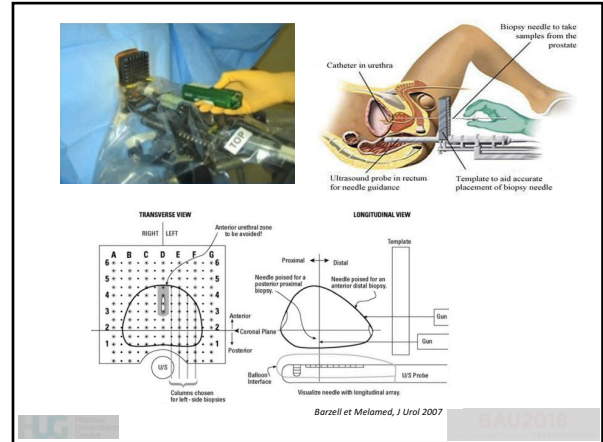 TOP
Biopsy needle to take
samples from the
prostate
Catheter in urethra
Ultrasound probe in rectum
for needle guidance
Template to aid accurate
placement of biopsy needle
TRANSVERSE VIEW
RIGHT LEFT
Anterior urethral zone
to be avoided!
A B C D E F G
6 6
5 5
4 4
3 3
2 2
1 1
Anterior
Coronal Plane
Posterior
U/S
Columns chosen
for left - side biopsies
LONGITUDINAL VIEW
Template
Proximal Distal
Needle poised for a
posterior proximal
biopsy.
Needle poised for an
anterior distal biopsy.
Gun
Gun
Balloon
Interface
U/S Probe
Visualize needle with longitudinal array.
Barzell et Melamed, J Urol 2007
HUG
BAU2018